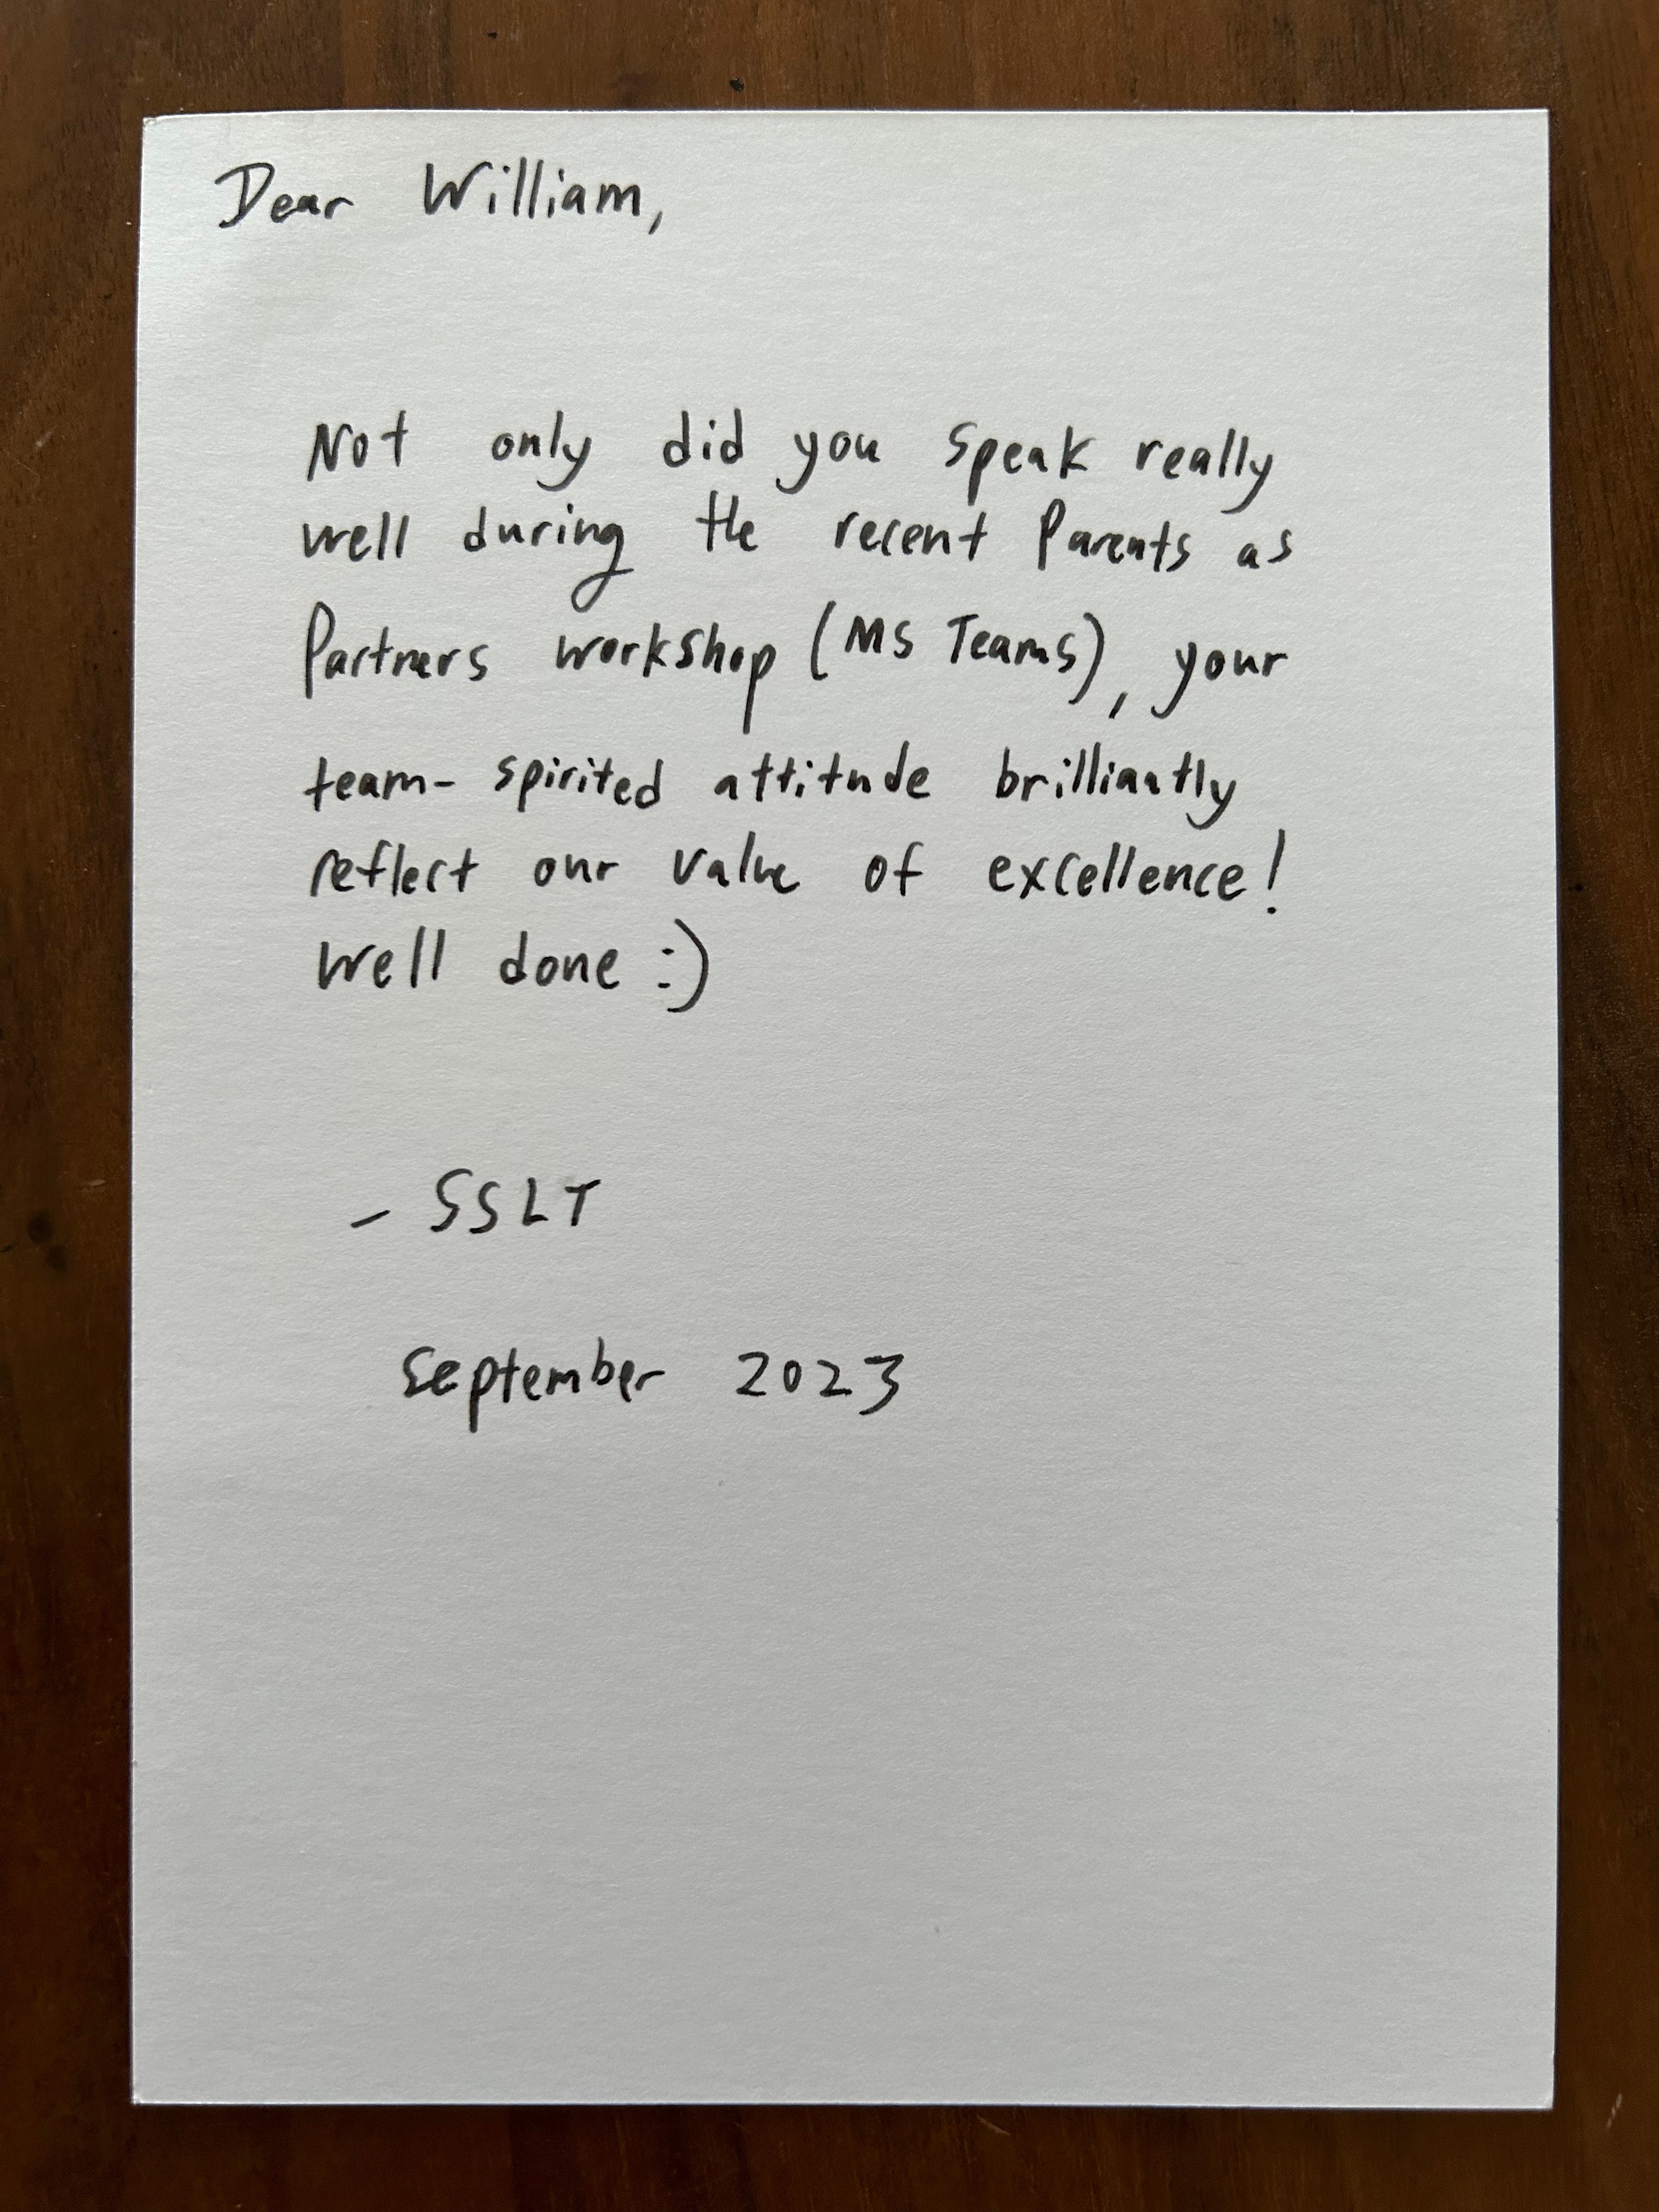 Dear William,
Not only did you speak really
well during the recent Parents as
Partners workshop (MS Teams), your
team- spirited attitude brilliantly
reflect our value of excellence!
Well done :)
- SSLT
September 2023